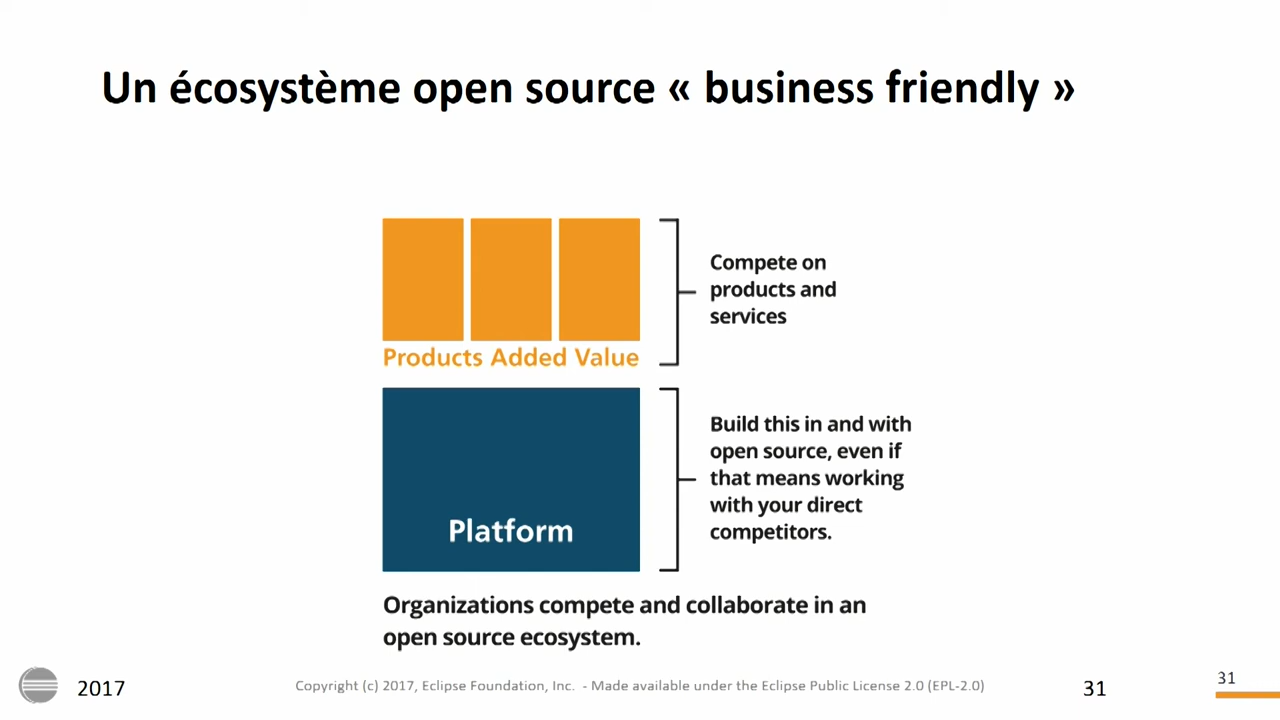 Un écosystème open source « business friendly »
Compete on
products and
services
Products Added Value
Build this in and with
open source, even if
that means working
with your direct
competitors.
Platform
Organizations compete and collaborate in an
open source ecosystem.
2017
Copyright (c) 2017, Eclipse Foundation, Inc. - Made available under the Eclipse Public License 2.0 (EPL-2.0)
31
31